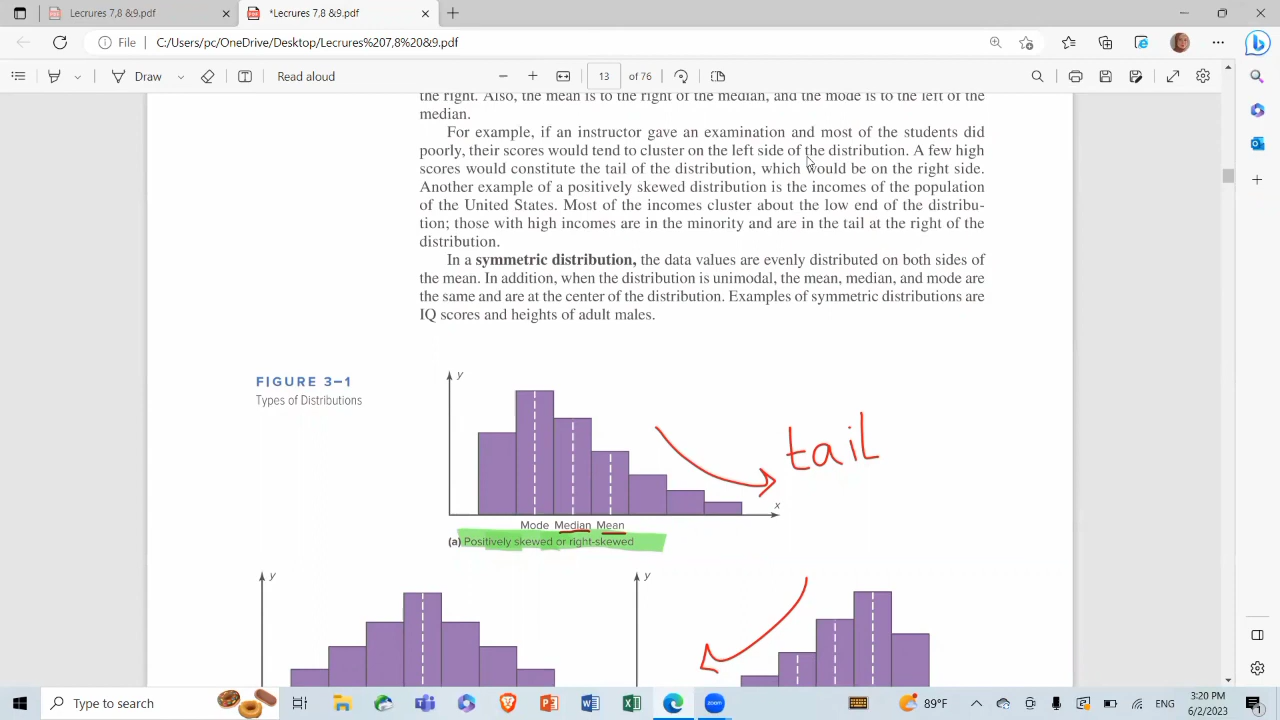 *Lecrures 7,8 &9.pdf
*Lecrures 7,8 &9.pdf
File
C:/Users/pc/OneDrive/Desktop/Lecrures%207,8%20&9.pdf
Draw
Read aloud
13
of 76
the right. Also, the mean is to the right of the median, and the mode is to the left of the
median.
For example, if an instructor gave an examination and most of the students did
poorly, their scores would tend to cluster on the left side of the distribution. A few high
scores would constitute the tail of the distribution, which would be on the right side.
Another example of a positively skewed distribution is the incomes of the population
of the United States. Most of the incomes cluster about the low end of the distribu-
tion; those with high incomes are in the minority and are in the tail at the right of the
distribution.
In a symmetric distribution, the data values are evenly distributed on both sides of
the mean. In addition, when the distribution is unimodal, the mean, median, and mode are
the same and are at the center of the distribution. Examples of symmetric distributions are
IQ scores and heights of adult males.
FIGURE 3–1
Types of Distributions
y
tail
x
Mode Median Mean
(a) Positively skewed or right-skewed
y
y
Type here to search
zoom
89°F
3:20 PM
6/2/2023